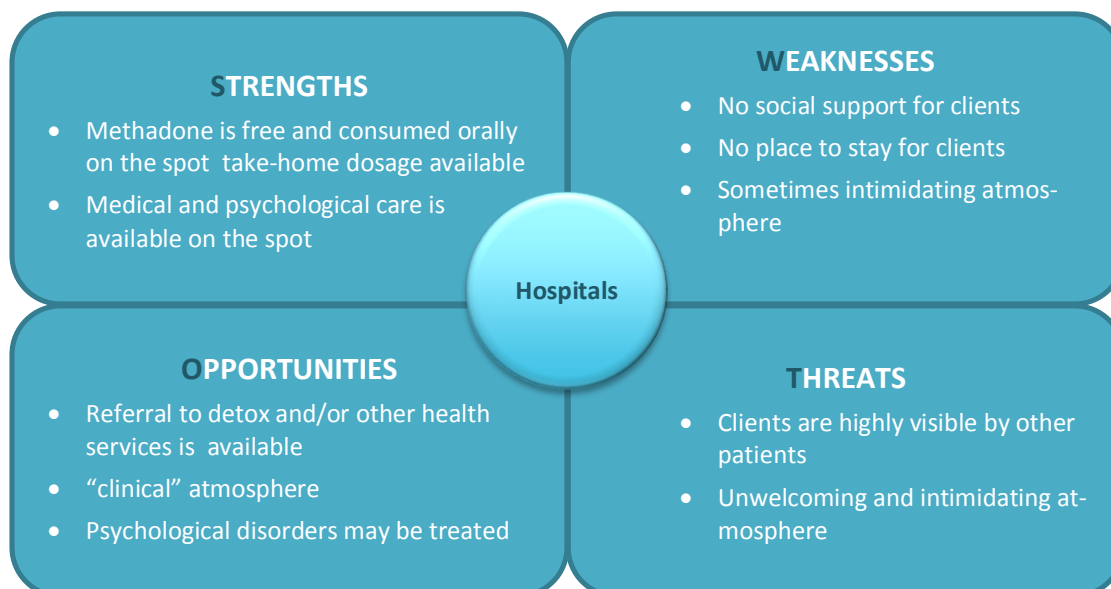 STRENGTHS
• Methadone is free and consumed orally
on the spot  take-home dosage available
• Medical and psychological care is
available on the spot
WEAKNESSES
• No social support for clients
• No place to stay for clients
• Sometimes intimidating atmos-
phere
Hospitals
OPPORTUNITIES
• Referral to detox and/or other health
services is  available
• “clinical” atmosphere
• Psychological disorders may be treated
THREATS
• Clients are highly visible by other
patients
• Unwelcoming and intimidating at-
mosphere